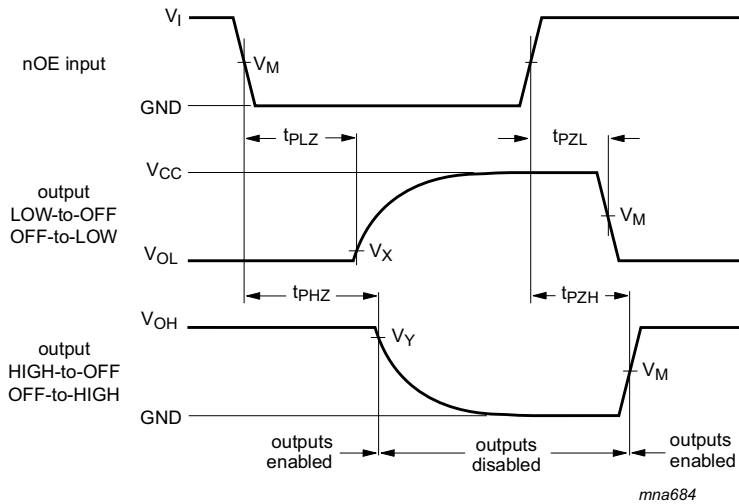 VI
nOE input
VM
GND
tPLZ
tPZL
VCC
output
LOW-to-OFF
OFF-to-LOW
VM
VX
VOL
tPHZ
tPZH
VOH
VY
output
HIGH-to-OFF
OFF-to-HIGH
VM
GND
outputs
enabled
outputs
disabled
outputs
enabled
mna684